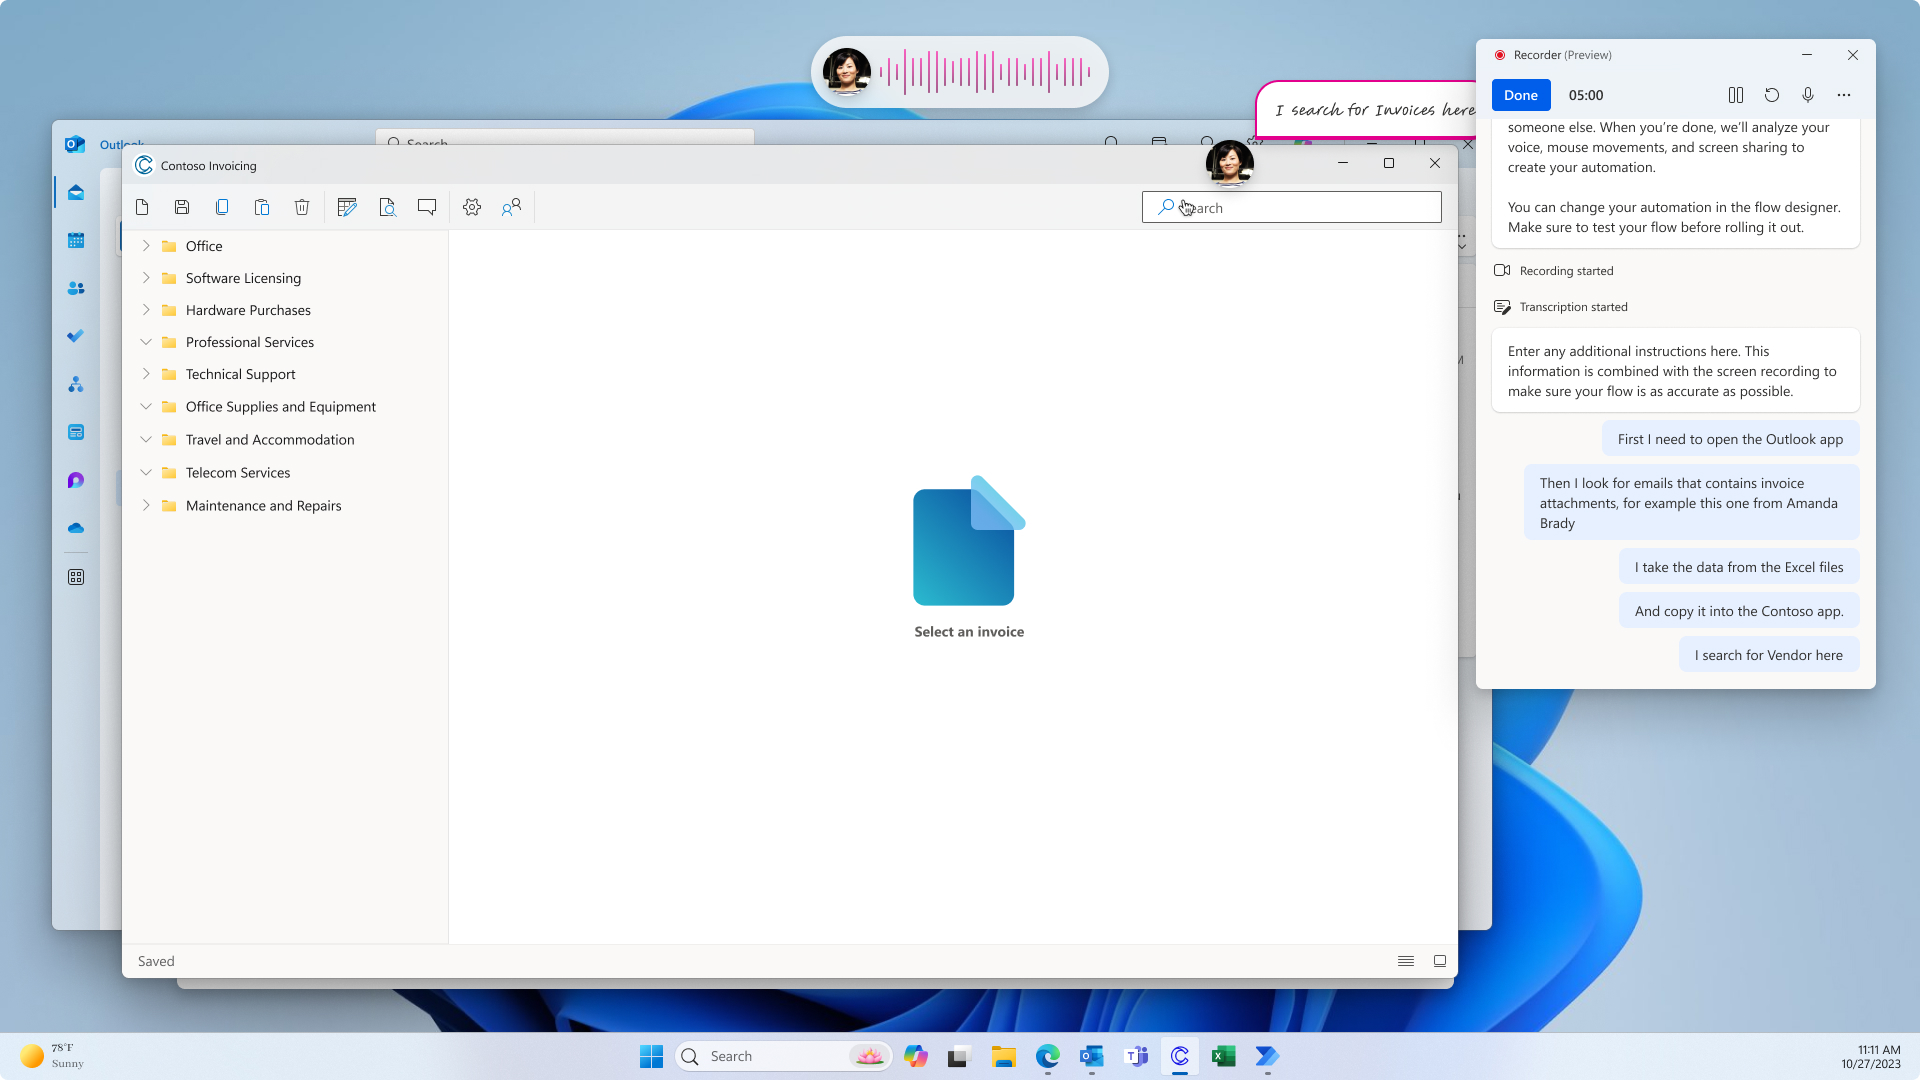 I search for Invoices here
Recorder (Preview)
Done
05:00
someone else. When you're done, we'll analyze your
voice, mouse movements, and screen sharing to
create your automation.
You can change your automation in the flow designer.
Make sure to test your flow before rolling it out.
Recording started
Transcription started
Enter any additional instructions here. This
information is combined with the screen recording to
make sure your flow is as accurate as possible.
First I need to open the Outlook app
Then I look for emails that contains invoice
attachments, for example this one from Amanda
Brady
I take the data from the Excel files
And copy it into the Contoso app.
I search for Vendor here
Outlook
Search
Contoso Invoicing
Search
Office
Software Licensing
Hardware Purchases
Professional Services
Technical Support
Office Supplies and Equipment
Travel and Accommodation
Telecom Services
Maintenance and Repairs
Select an invoice
Saved
78°F
Sunny
Search
11:11 AM
10/27/2023